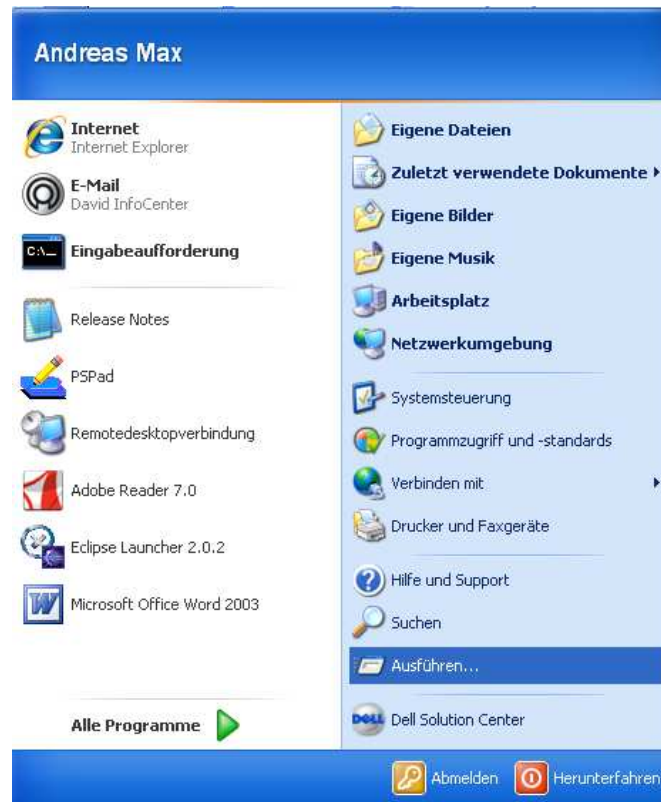 Andreas Max
Internet
Internet Explorer
E-Mail
David InfoCenter
C:\_
Eingabeaufforderung
Release Notes
PSPad
Remotedesktopverbindung
Adobe Reader 7.0
Eclipse Launcher 2.0.2
W
Microsoft Office Word 2003
Alle Programme
Eigene Dateien
Zuletzt verwendete Dokumente
Eigene Bilder
Eigene Musik
Arbeitsplatz
Netzwerkumgebung
Systemsteuerung
Programmzugriff und -standards
Verbinden mit
Drucker und Faxgeräte
Hilfe und Support
Suchen
Ausführen...
DELL
Dell Solution Center
Abmelden
Herunterfahren